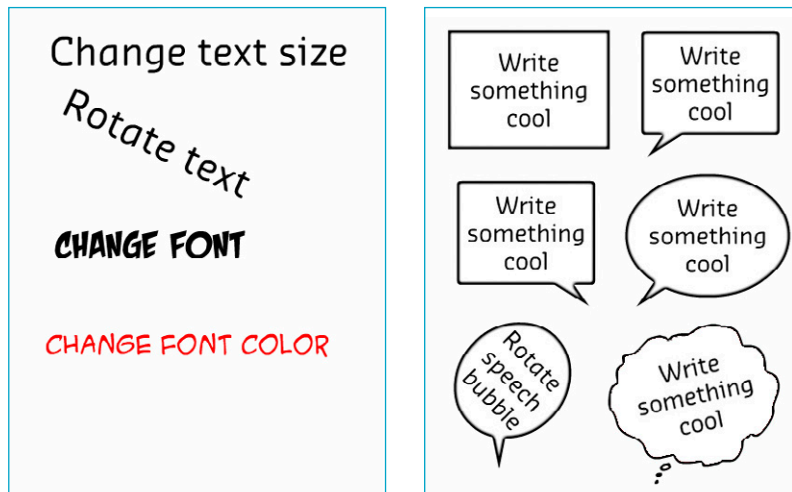 Change text size
Rotate text
CHANGE FONT
CHANGE FONT COLOR
Write
something
cool
Write
something
cool
Write
something
cool
Write
something
cool
Rotate
speech
bubble
Write
something
cool